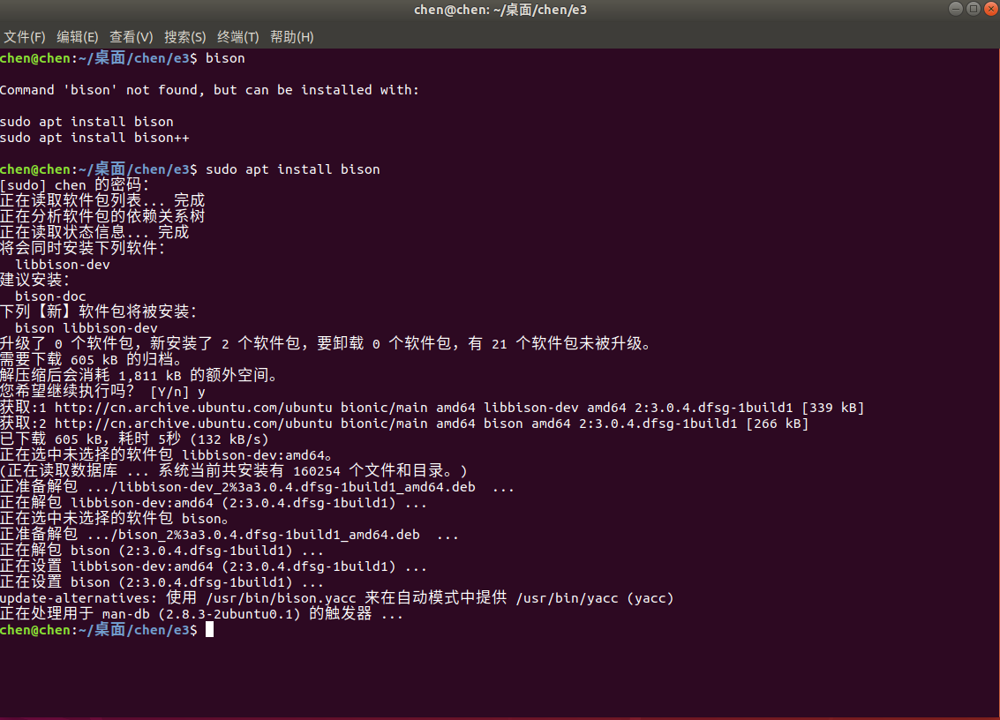 chen@chen: ~/桌面/chen/e3
文件(F) 编辑(E) 查看(V) 搜索(S) 终端(T) 帮助(H)
chen@chen:~/桌面/chen/e3$ bison
Command 'bison' not found, but can be installed with:
sudo apt install bison
sudo apt install bison++
chen@chen:~/桌面/chen/e3$ sudo apt install bison
[sudo] chen 的密码：
正在读取软件包列表... 完成
正在分析软件包的依赖关系树
正在读取状态信息... 完成
将会同时安装下列软件：
libbison-dev
建议安装：
bison-doc
下列【新】软件包将被安装：
bison libbison-dev
升级了 0 个软件包，新安装了 2 个软件包，要卸载 0 个软件包，有 21 个软件包未被升级。
需要下载 605 kB 的归档。
解压缩后会消耗 1,811 kB 的额外空间。
您希望继续执行吗？ [Y/n] y
获取:1 http://cn.archive.ubuntu.com/ubuntu bionic/main amd64 libbison-dev amd64 2:3.0.4.dfsg-1build1 [339 kB]
获取:2 http://cn.archive.ubuntu.com/ubuntu bionic/main amd64 bison amd64 2:3.0.4.dfsg-1build1 [266 kB]
已下载 605 kB，耗时 5秒 (132 kB/s)
正在选中未选择的软件包 libbison-dev:amd64。
(正在读取数据库 ... 系统当前共安装有 160254 个文件和目录。)
正准备解包 .../libbison-dev_2%3a3.0.4.dfsg-1build1_amd64.deb  ...
正在解包 libbison-dev:amd64 (2:3.0.4.dfsg-1build1) ...
正在选中未选择的软件包 bison。
正准备解包 .../bison_2%3a3.0.4.dfsg-1build1_amd64.deb  ...
正在解包 bison (2:3.0.4.dfsg-1build1) ...
正在设置 libbison-dev:amd64 (2:3.0.4.dfsg-1build1) ...
正在设置 bison (2:3.0.4.dfsg-1build1) ...
update-alternatives: 使用 /usr/bin/bison.yacc 来在自动模式中提供 /usr/bin/yacc (yacc)
正在处理用于 man-db (2.8.3-2ubuntu0.1) 的触发器 ...
chen@chen:~/桌面/chen/e3$